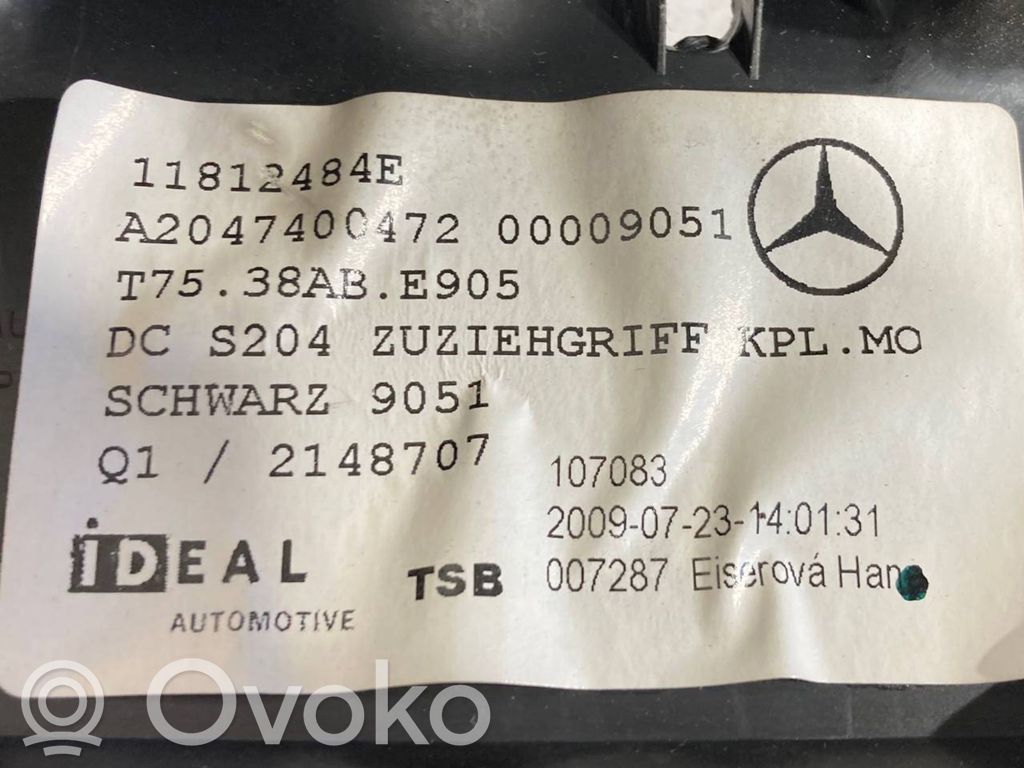 11812484E
A2047400472 00009051
T75.38AB.E905
DC S204 ZUZIEHGRIFF KPL.MO
SCHWARZ 9051
Q1 / 2148707
107083
2009-07-23-14:01:31
007287 Eiserová Hana
iDEAL
AUTOMOTIVE
TSB
Ovoko